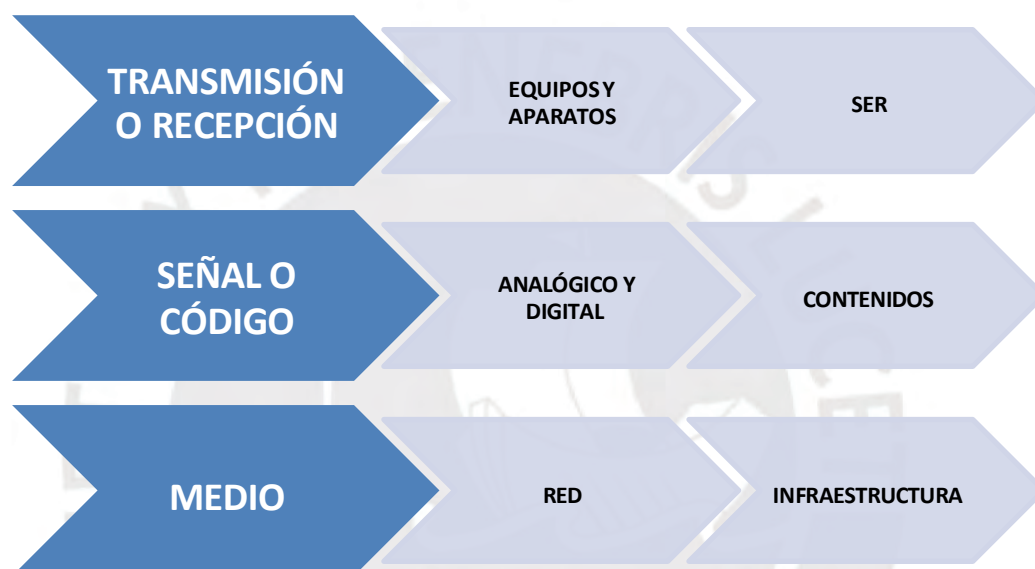 TRANSMISIÓN
O RECEPCIÓN
EQUIPOS Y
APARATOS
SER
SEÑAL O
CÓDIGO
ANALÓGICO Y
DIGITAL
CONTENIDOS
MEDIO
RED
INFRAESTRUCTURA